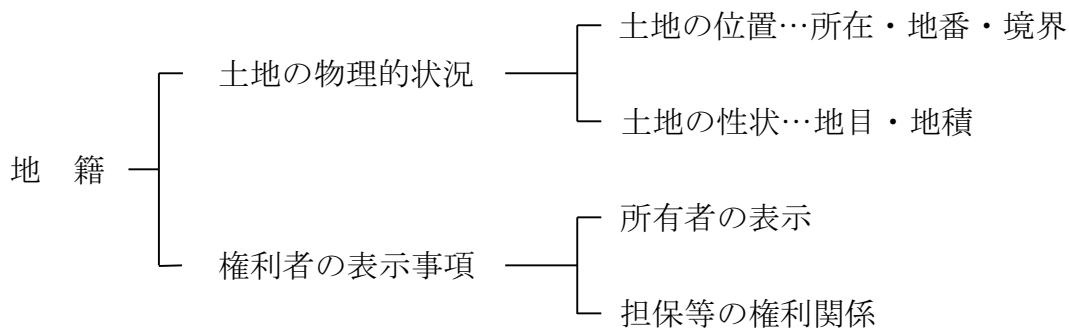 土地の位置…所在・地番・境界
土地の物理的状況
土地の性状…地目・地積
地　籍
所有者の表示
権利者の表示事項
担保等の権利関係